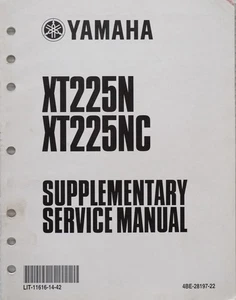 YAMAHA
XT225N
XT225NC
SUPPLEMENTARY
SERVICE MANUAL
LIT-11616-14-42
4BE-28197-22